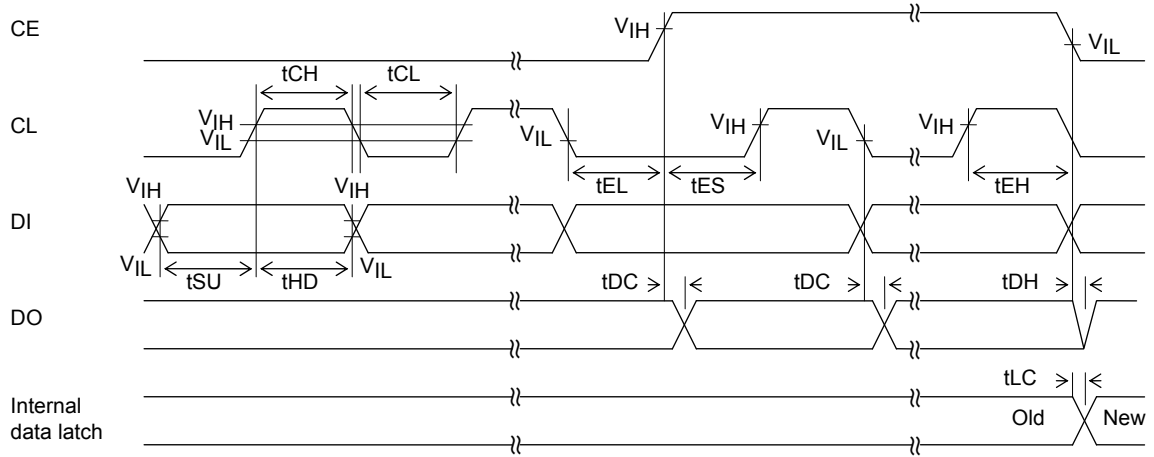 CE
VIH
VIL
tCH
tCL
CL
VIH
VIL
VIL
VIH
VIL
VIH
tEL
tES
tEH
DI
VIH
VIH
VIL
tSU
tHD
VIL
DO
tDC
tDC
tDH
tLC
Internal
data latch
Old
New